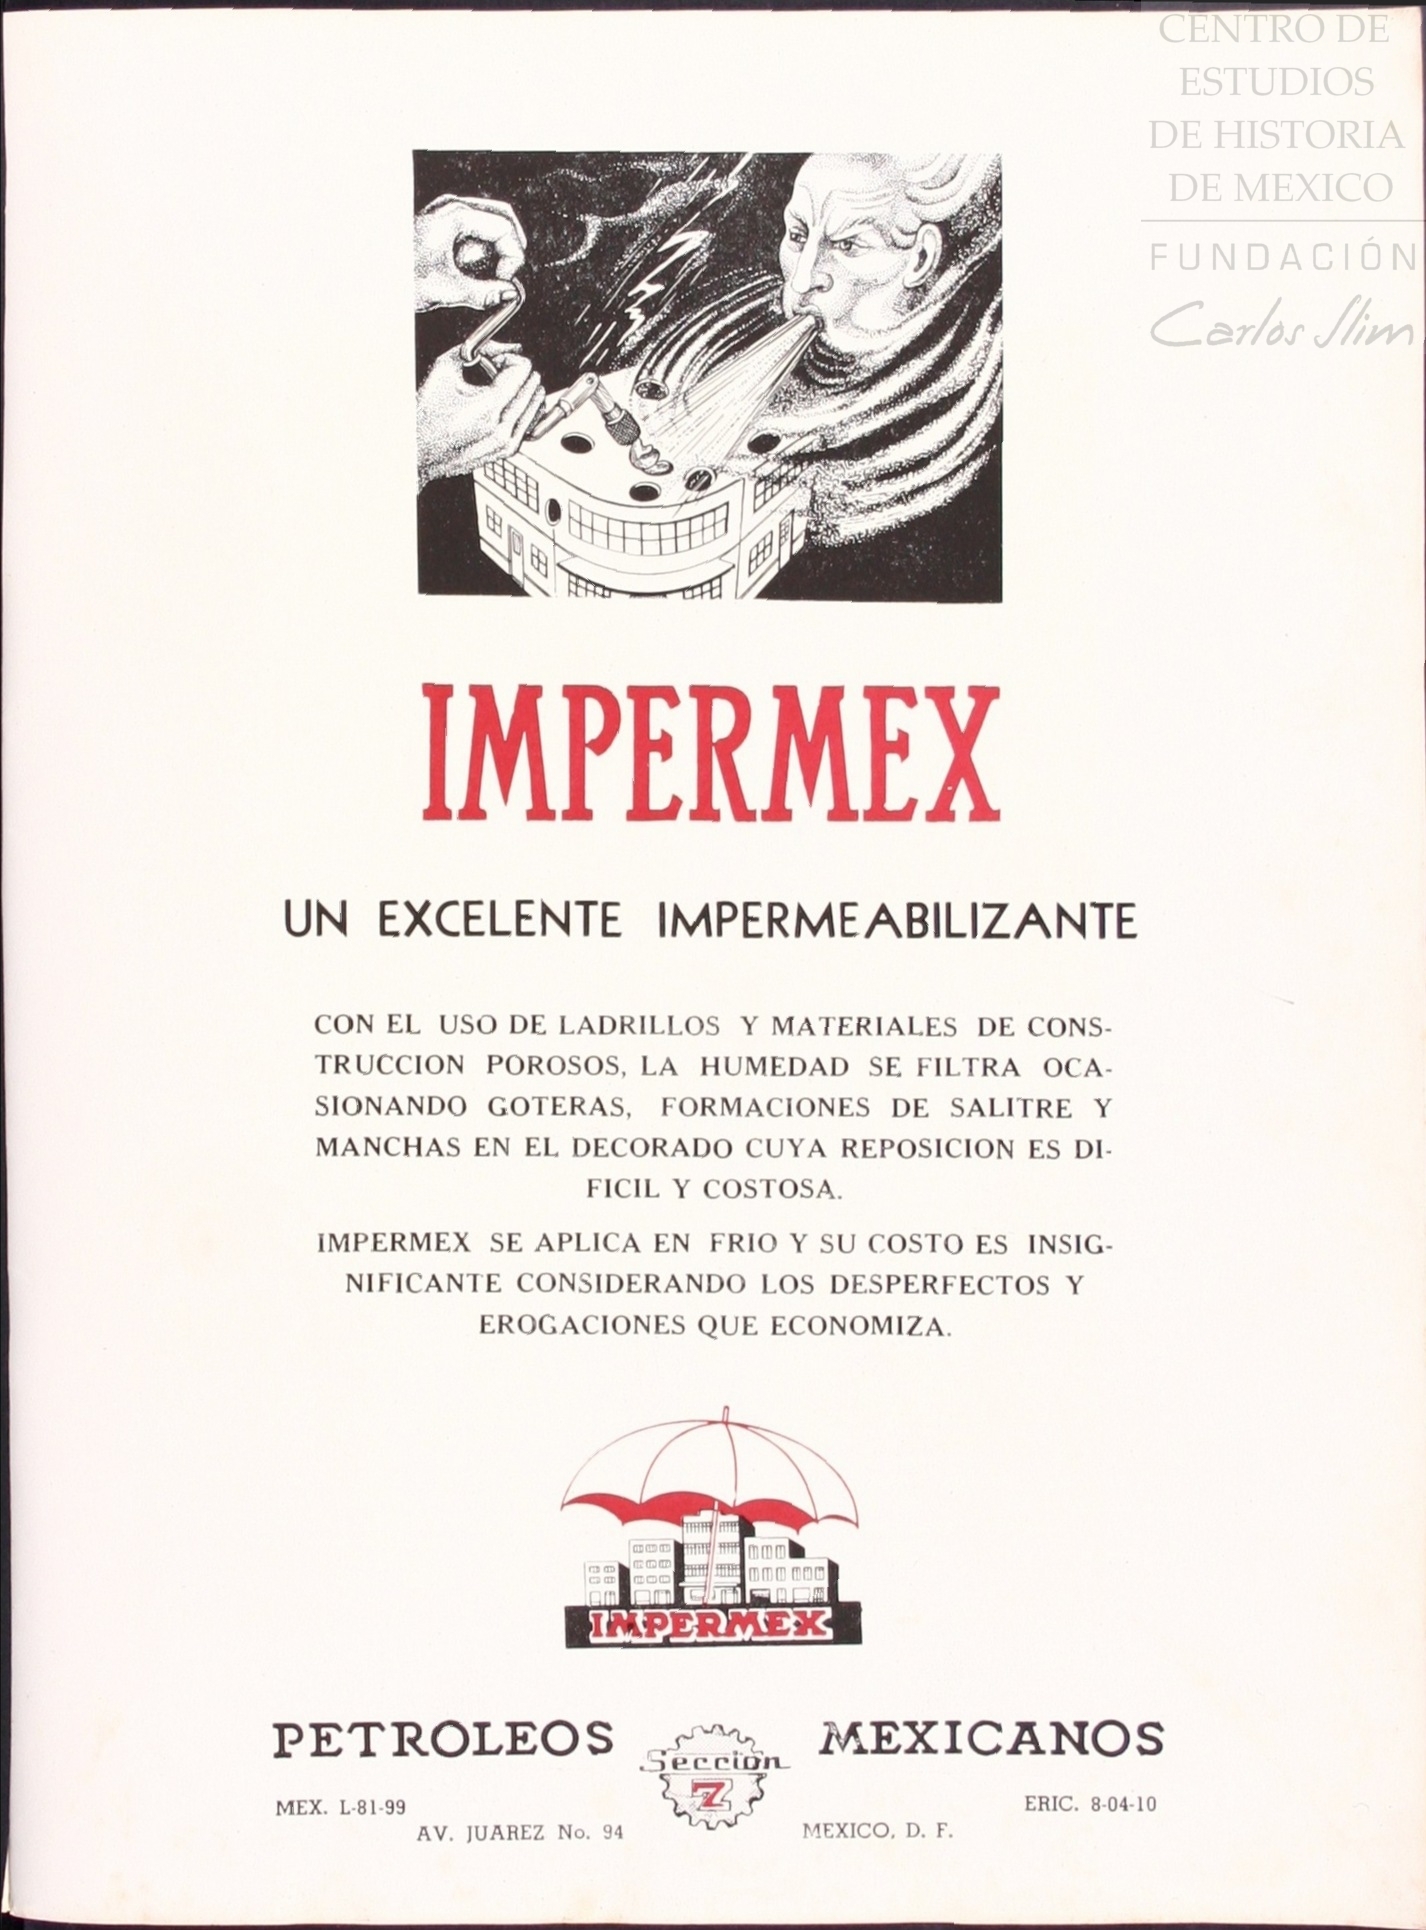 CENTRO DE
ESTUDIOS
DE HISTORIA
DE MEXICO
FUNDACIÓN
Carlos Slim
IMPERMEX
UN EXCELENTE IMPERMEABILIZANTE
CON EL USO DE LADRILLOS Y MATERIALES DE CONS-
TRUCCION POROSOS, LA HUMEDAD SE FILTRA OCA-
SIONANDO GOTERAS, FORMACIONES DE SALITRE Y
MANCHAS EN EL DECORADO CUYA REPOSICION ES DI-
FICIL Y COSTOSA.
IMPERMEX SE APLICA EN FRIO Y SU COSTO ES INSIG-
NIFICANTE CONSIDERANDO LOS DESPERFECTOS Y
EROGACIONES QUE ECONOMIZA.
IMPERMEX
PETROLEOS MEXICANOS
Seccion
7
MEX. L-81-99 ERIC. 8-04-10
AV. JUAREZ No. 94 MEXICO, D. F.